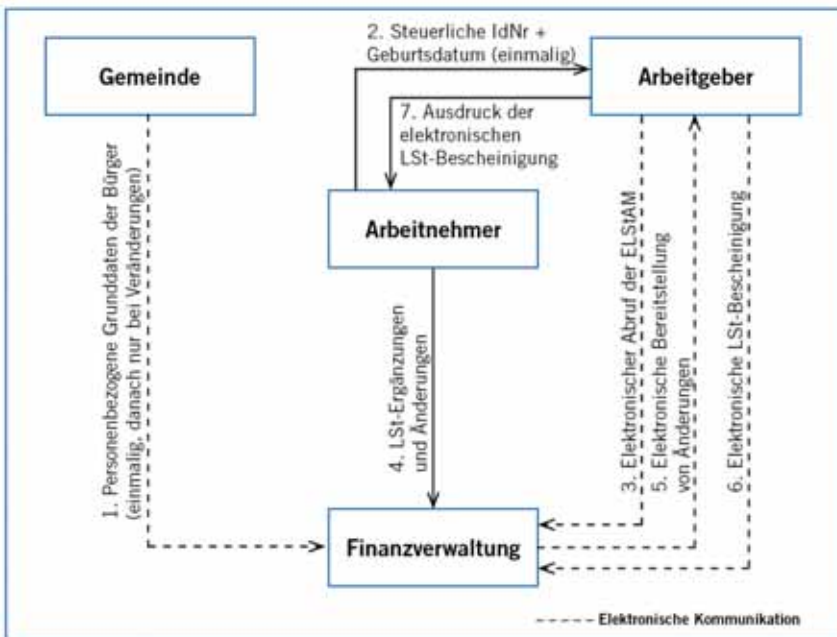 2. Steuerliche IdNr +
Geburtsdatum (einmalig)
Gemeinde
Arbeitgeber
7. Ausdruck der
elektronischen
LSt-Bescheinigung
Arbeitnehmer
1. Personenbezogene Grunddaten der Bürger
(einmalig, danach nur bei Veränderungen)
4. LSt-Ergänzungen
und Änderungen
3. Elektronischer Abruf der ELStAM
5. Elektronische Bereitstellung
von Änderungen
6. Elektronische LSt-Bescheinigung
Finanzverwaltung
Elektronische Kommunikation